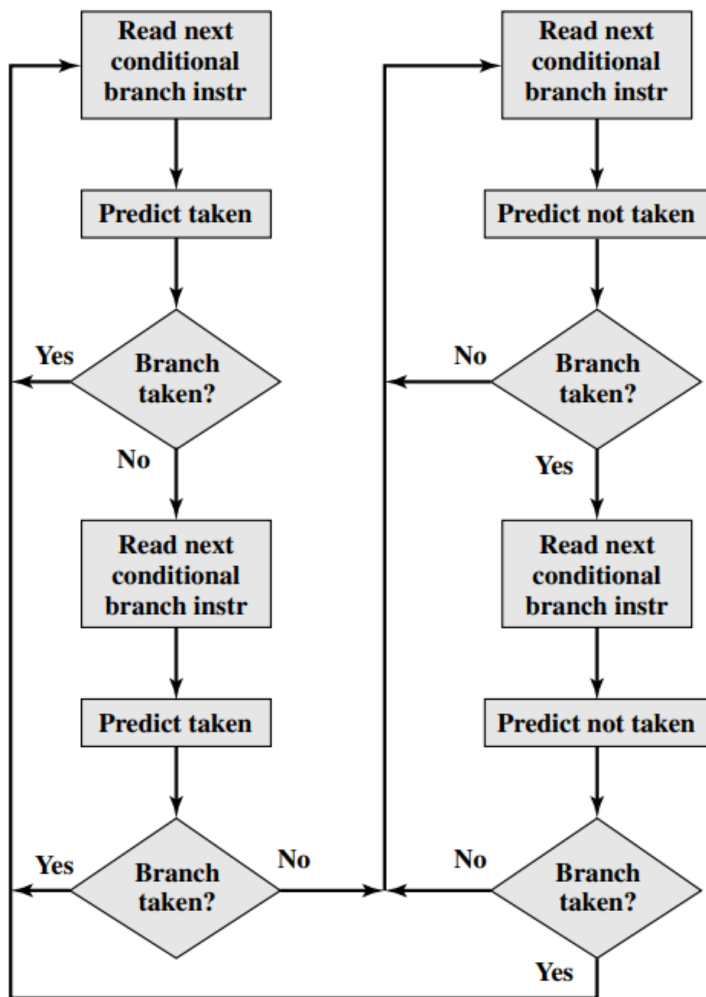 Read next
conditional
branch instr
Predict taken
Yes
Branch
taken?
No
Read next
conditional
branch instr
Predict taken
Yes
Branch
taken?
No
Read next
conditional
branch instr
Predict not taken
No
Branch
taken?
Yes
Read next
conditional
branch instr
Predict not taken
No
Branch
taken?
Yes